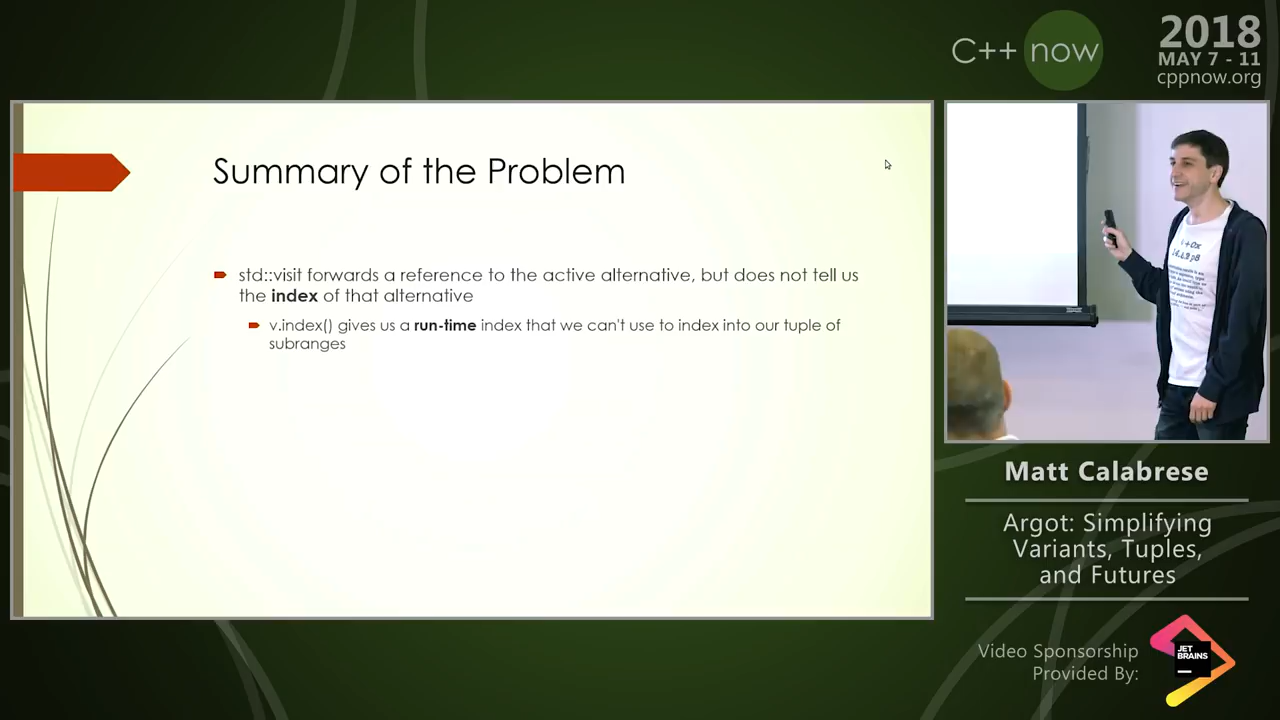 C++ now
2018
MAY 7 - 11
cppnow.org
Summary of the Problem
std::visit forwards a reference to the active alternative, but does not tell us
the index of that alternative
v.index() gives us a run-time index that we can't use to index into our tuple of
subranges
Matt Calabrese
Argot: Simplifying
Variants, Tuples,
and Futures
Video Sponsorship
Provided By:
JET
BRAINS